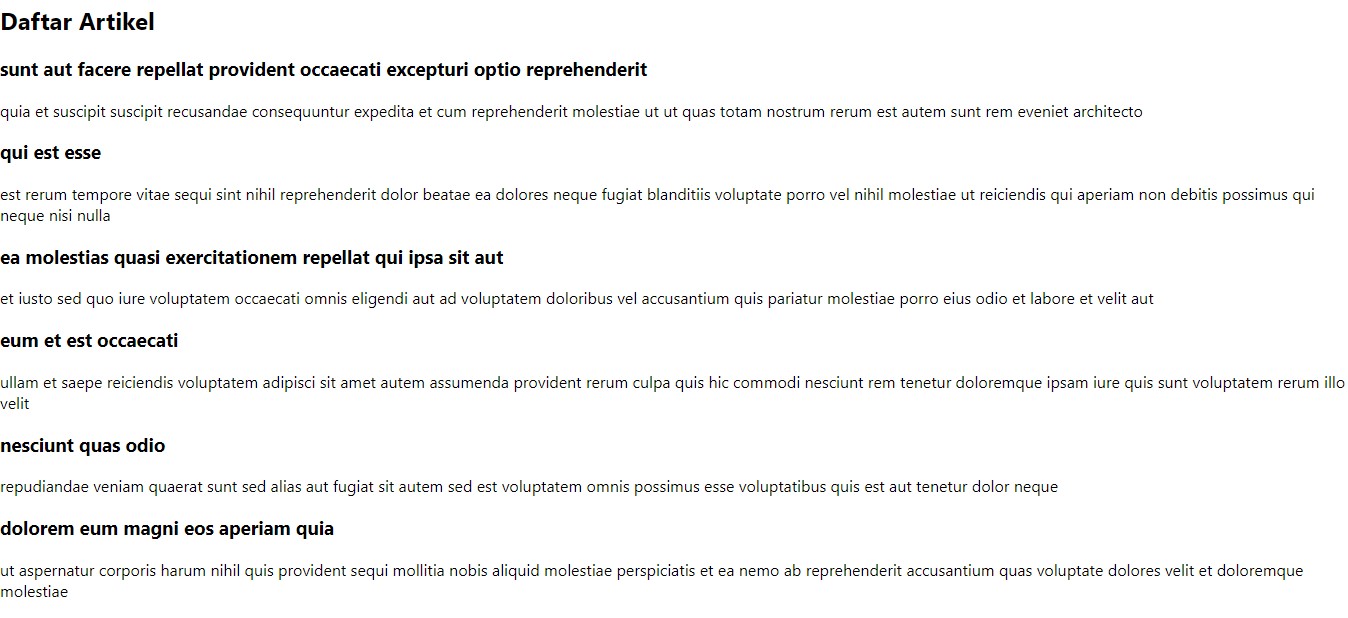 Daftar Artikel
sunt aut facere repellat provident occaecati excepturi optio reprehenderit
quia et suscipit suscipit recusandae consequuntur expedita et cum reprehenderit molestiae ut ut quas totam nostrum rerum est autem sunt rem eveniet architecto
qui est esse
est rerum tempore vitae sequi sint nihil reprehenderit dolor beatae ea dolores neque fugiat blanditiis voluptate porro vel nihil molestiae ut reiciendis qui aperiam non debitis possimus qui
neque nisi nulla
ea molestias quasi exercitationem repellat qui ipsa sit aut
et iusto sed quo iure voluptatem occaecati omnis eligendi aut ad voluptatem doloribus vel accusantium quis pariatur molestiae porro eius odio et labore et velit aut
eum et est occaecati
ullam et saepe reiciendis voluptatem adipisci sit amet autem assumenda provident rerum culpa quis hic commodi nesciunt rem tenetur doloremque ipsam iure quis sunt voluptatem rerum illo
velit
nesciunt quas odio
repudiandae veniam quaerat sunt sed alias aut fugiat sit autem sed est voluptatem omnis possimus esse voluptatibus quis est aut tenetur dolor neque
dolorem eum magni eos aperiam quia
ut aspernatur corporis harum nihil quis provident sequi mollitia nobis aliquid molestiae perspiciatis et ea nemo ab reprehenderit accusantium quas voluptate dolores velit et doloremque
molestiae